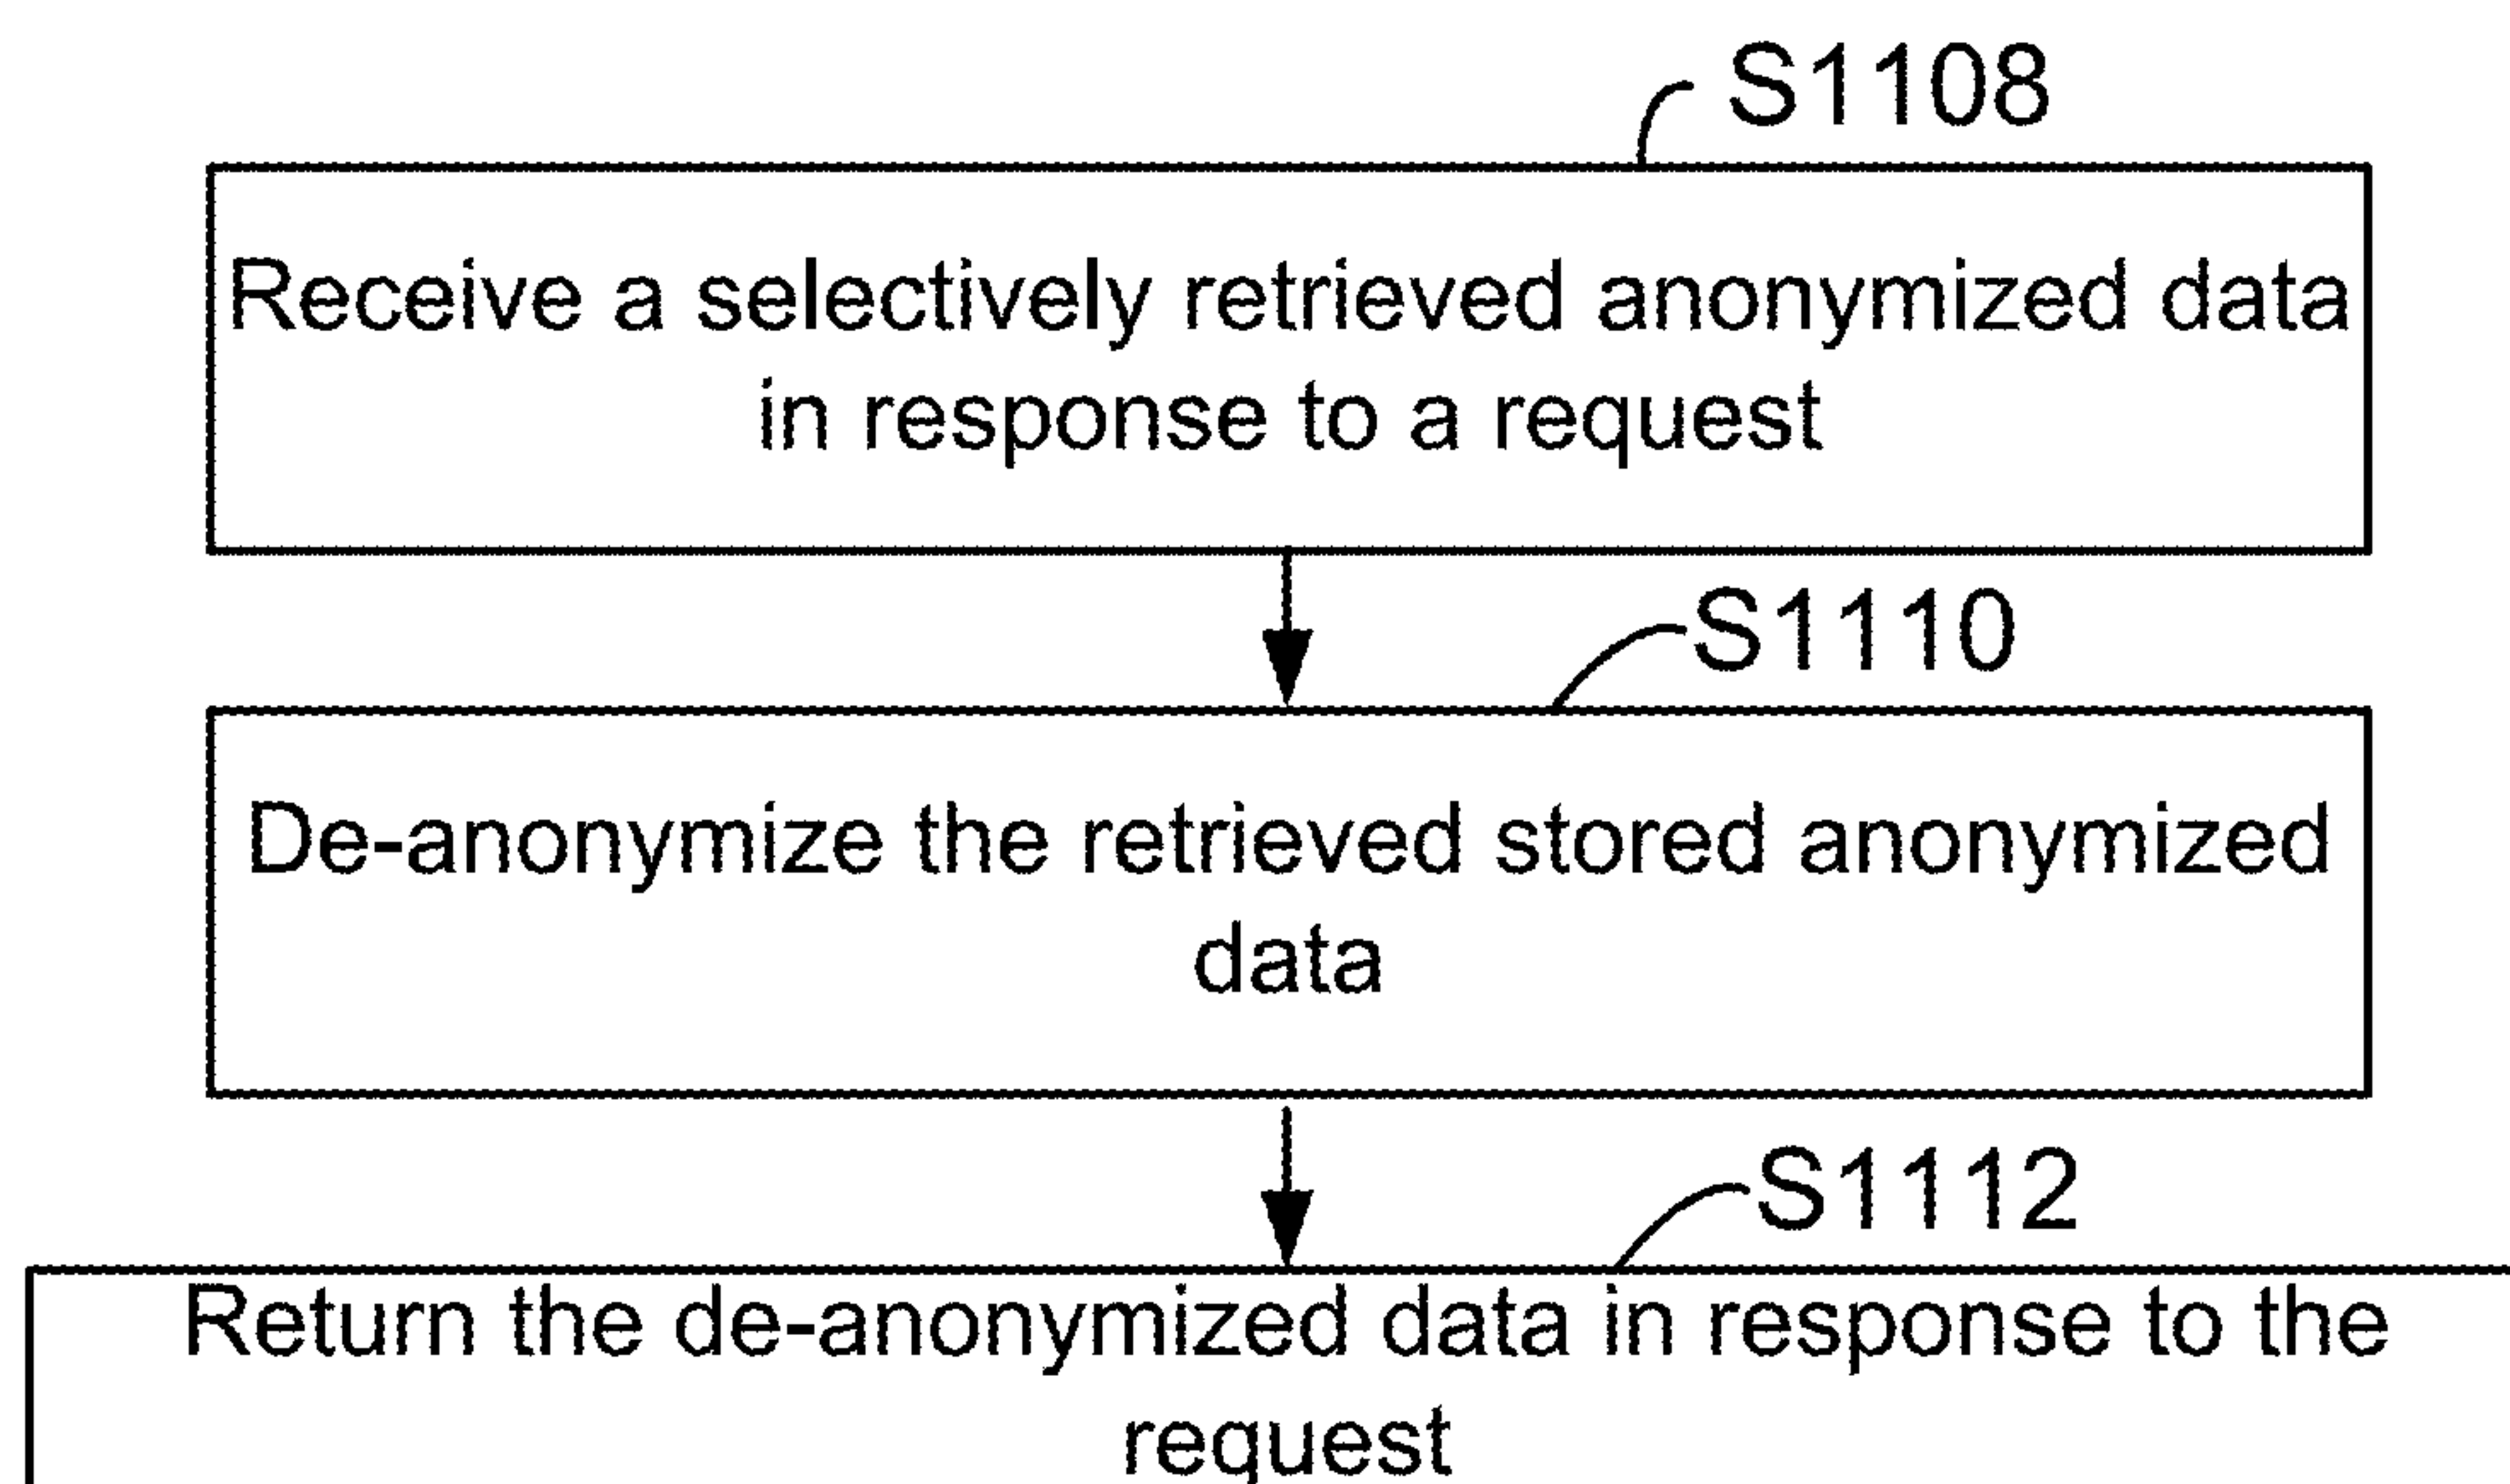 S1108
Receive a selectively retrieved anonymized data
in response to a request
S1110
De-anonymize the retrieved stored anonymized
data
S1112
Return the de-anonymized data in response to the
request